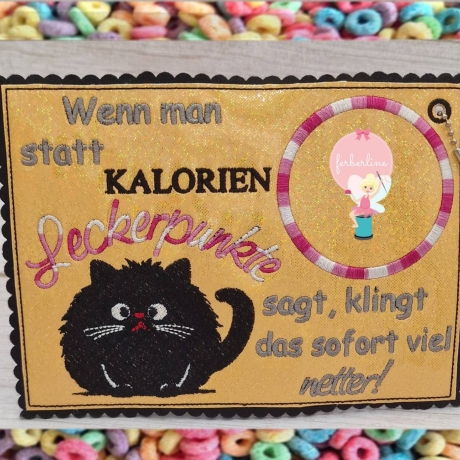 Wenn man
statt
KALORIEN
Leckerpunkte
ferberline
sagt, klingt
das sofort viel
netter!